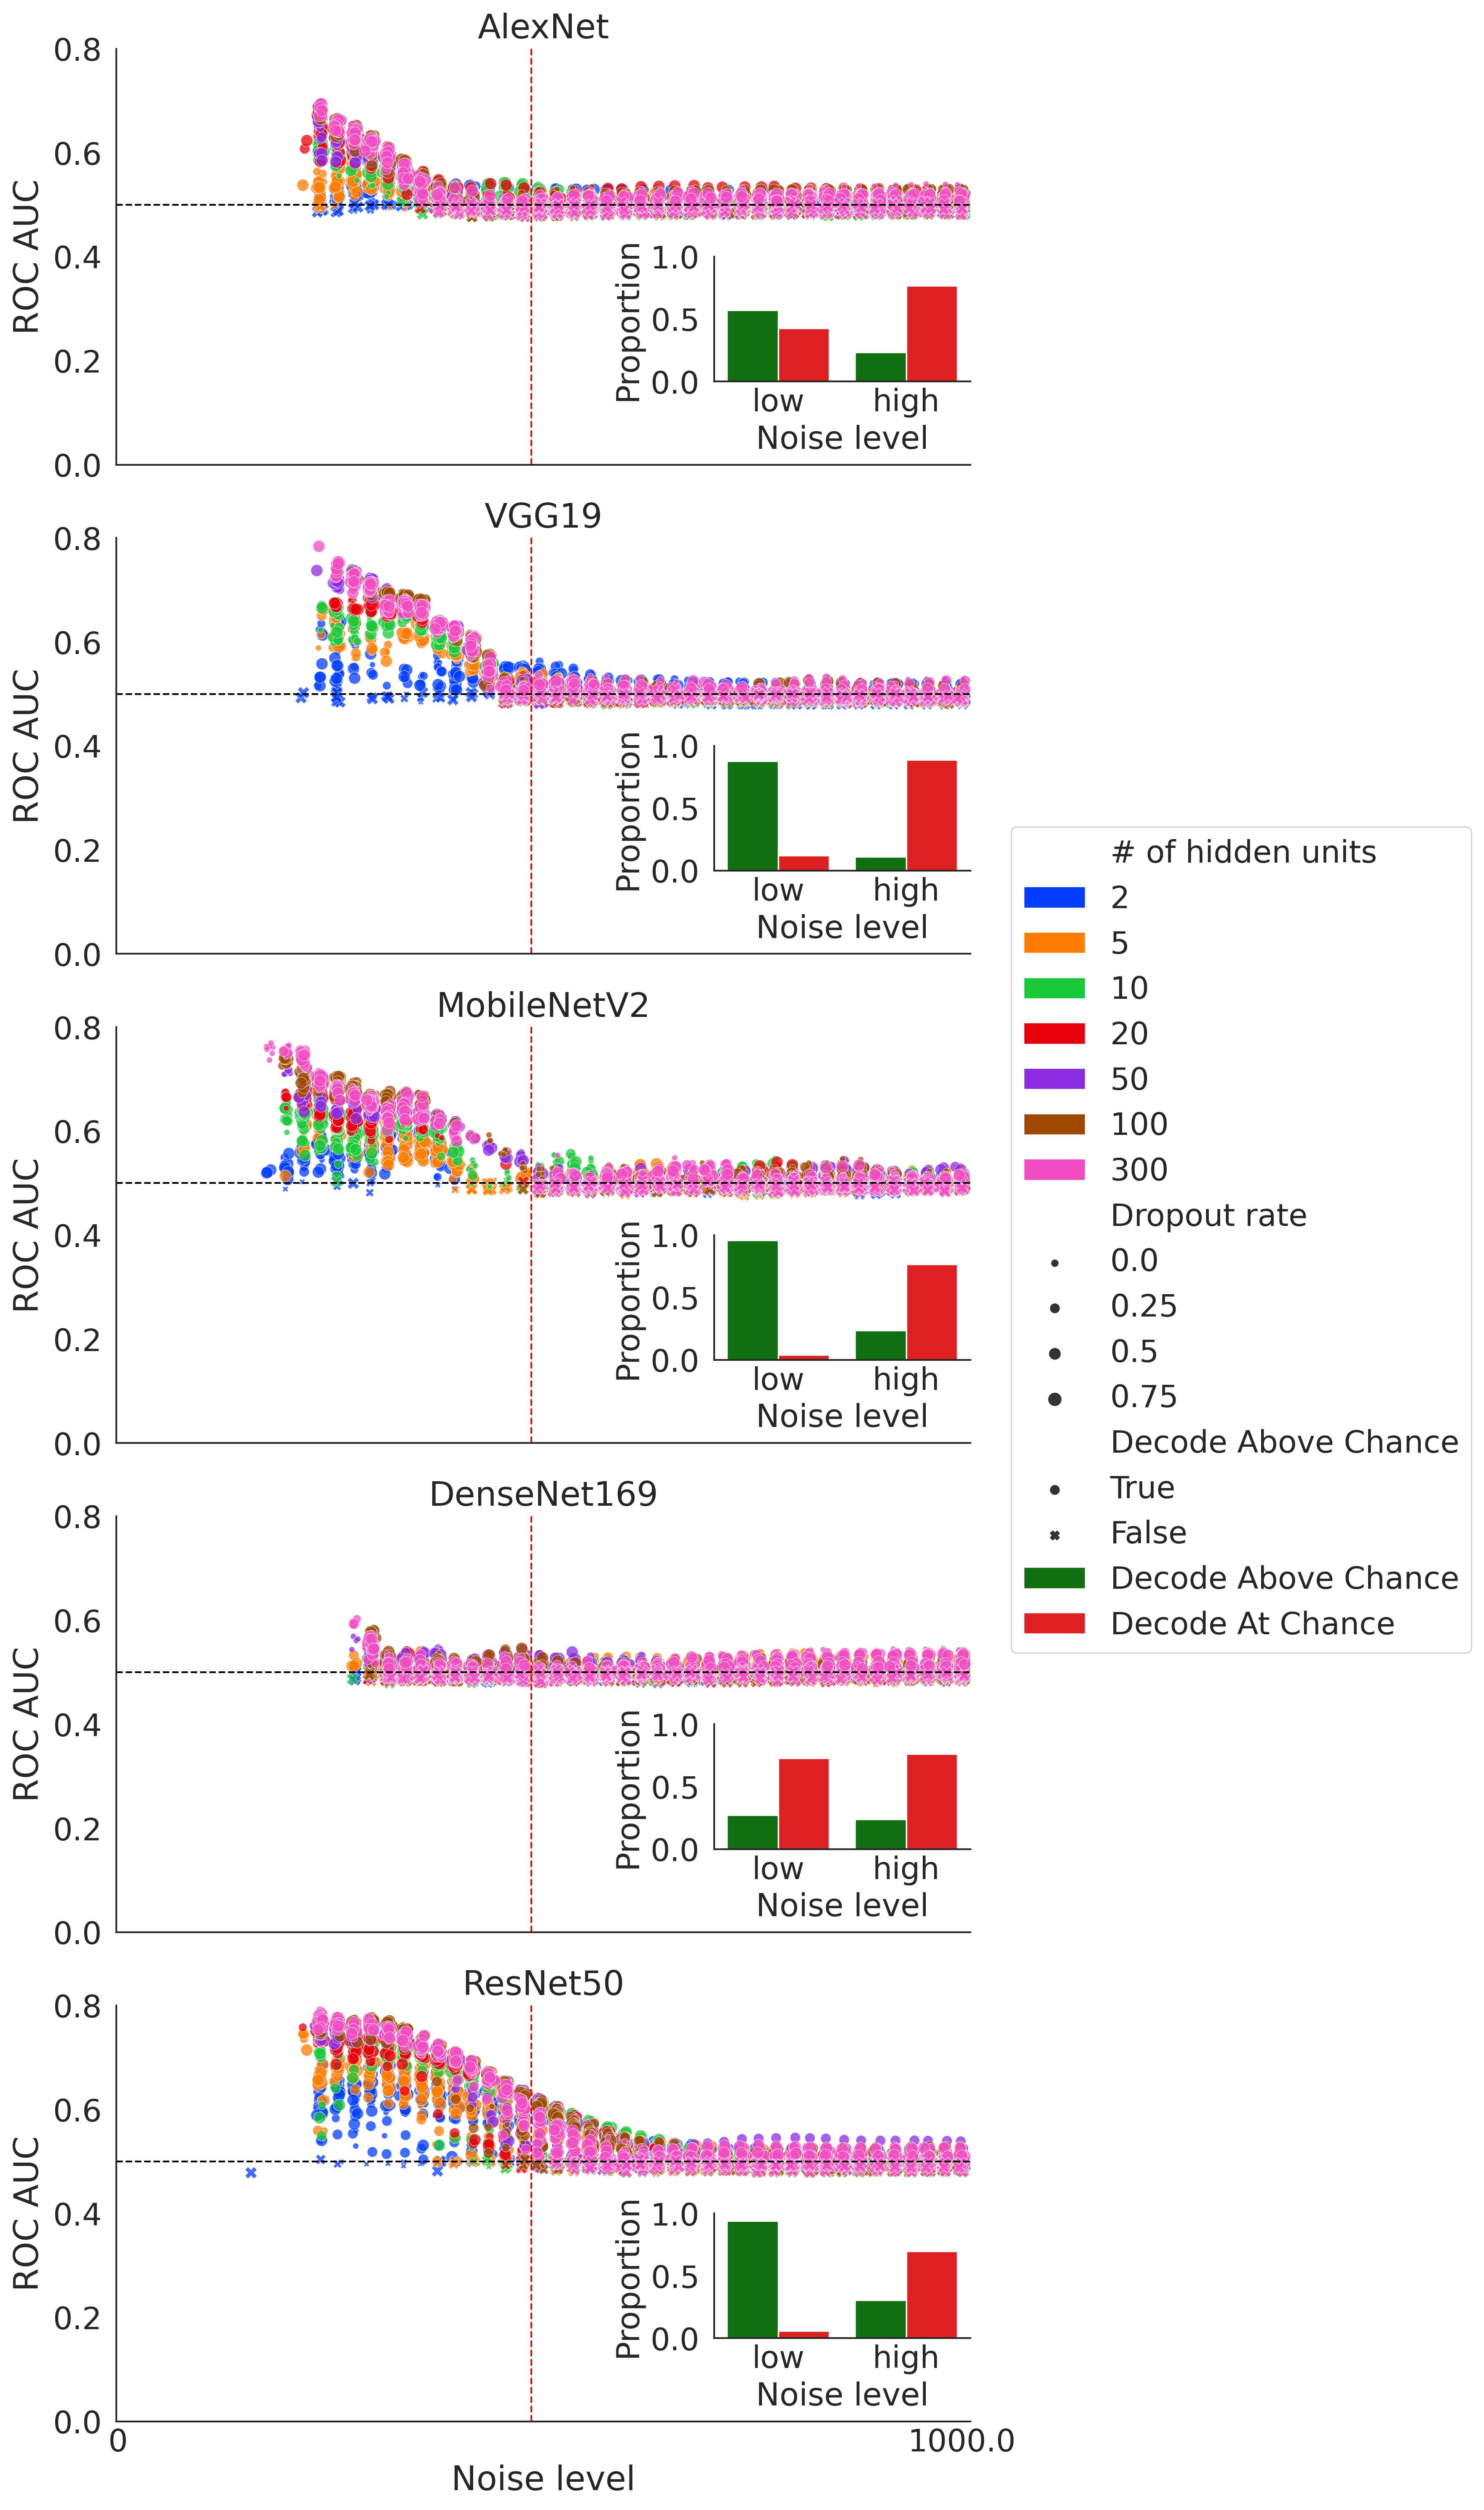 AlexNet
0.8
0.6
0.4
0.2
0.0
ROC AUC
1.0
0.5
0.0
Proportion
low high
Noise level
VGG19
0.8
0.6
0.4
0.2
0.0
ROC AUC
1.0
0.5
0.0
Proportion
low high
Noise level
MobileNetV2
0.8
0.6
0.4
0.2
0.0
ROC AUC
1.0
0.5
0.0
Proportion
low high
Noise level
DenseNet169
0.8
0.6
0.4
0.2
0.0
ROC AUC
1.0
0.5
0.0
Proportion
low high
Noise level
ResNet50
0.8
0.6
0.4
0.2
0.0
ROC AUC
1.0
0.5
0.0
Proportion
low high
Noise level
0 1000.0
Noise level
# of hidden units
2
5
10
20
50
100
300
Dropout rate
0.0
0.25
0.5
0.75
Decode Above Chance
True
False
Decode Above Chance
Decode At Chance